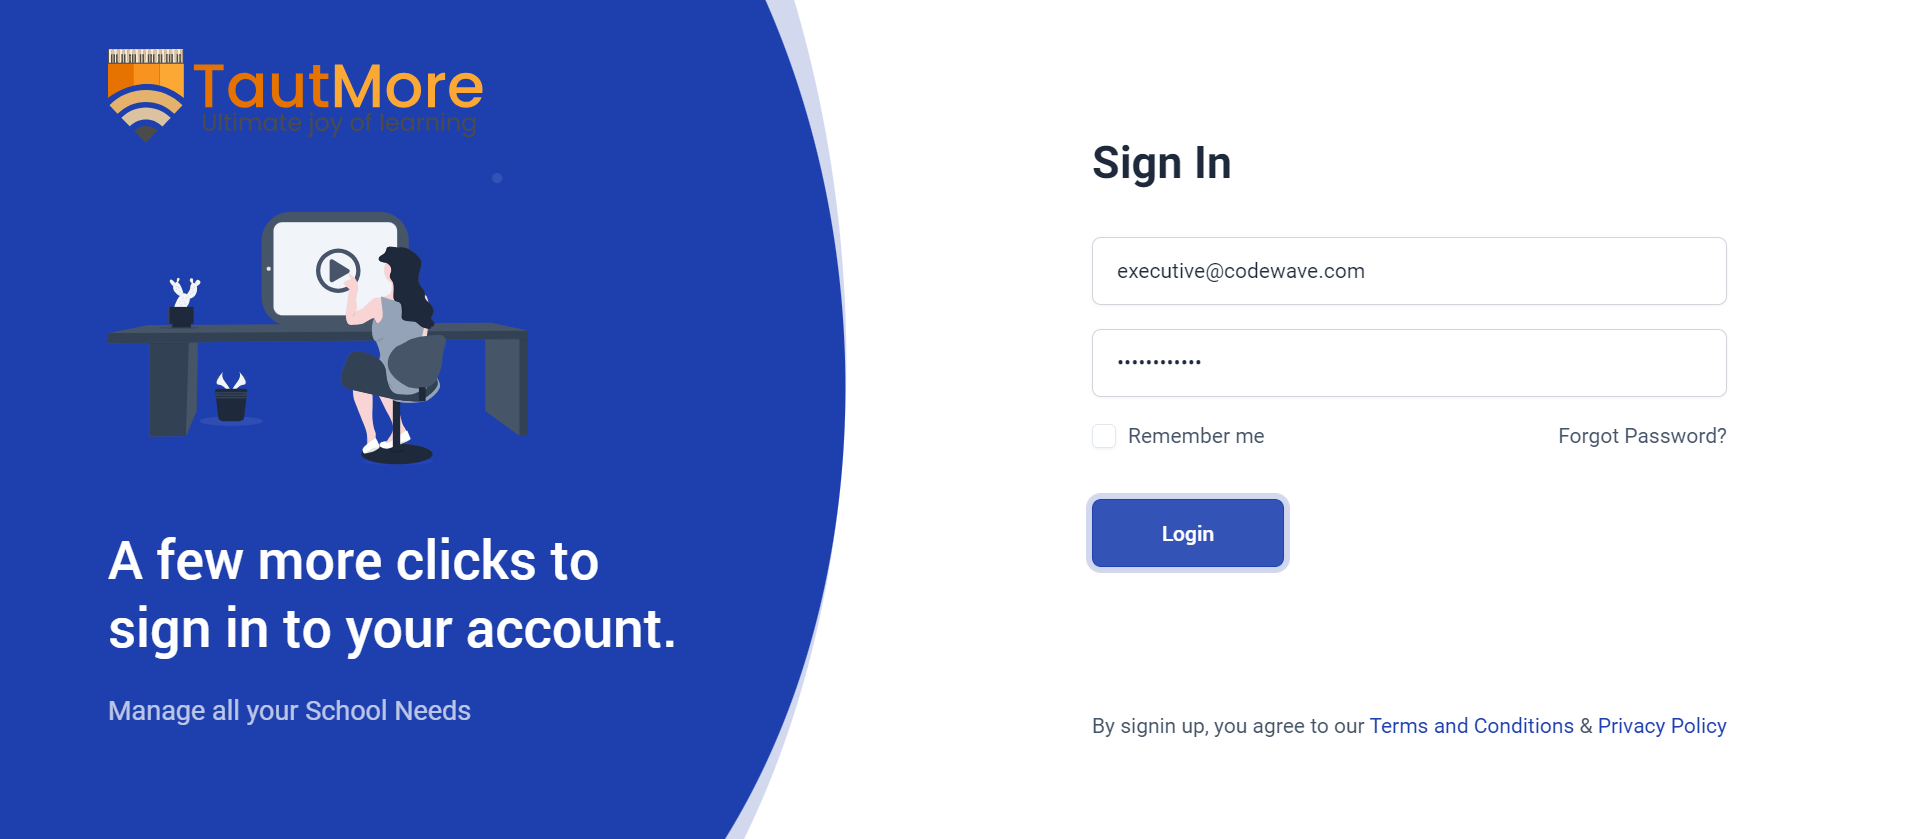 TautMore
Ultimate joy of learning
A few more clicks to
sign in to your account.
Manage all your School Needs
Sign In
executive@codewave.com
••••••••••••
Remember me
Forgot Password?
Login
By signin up, you agree to our Terms and Conditions & Privacy Policy